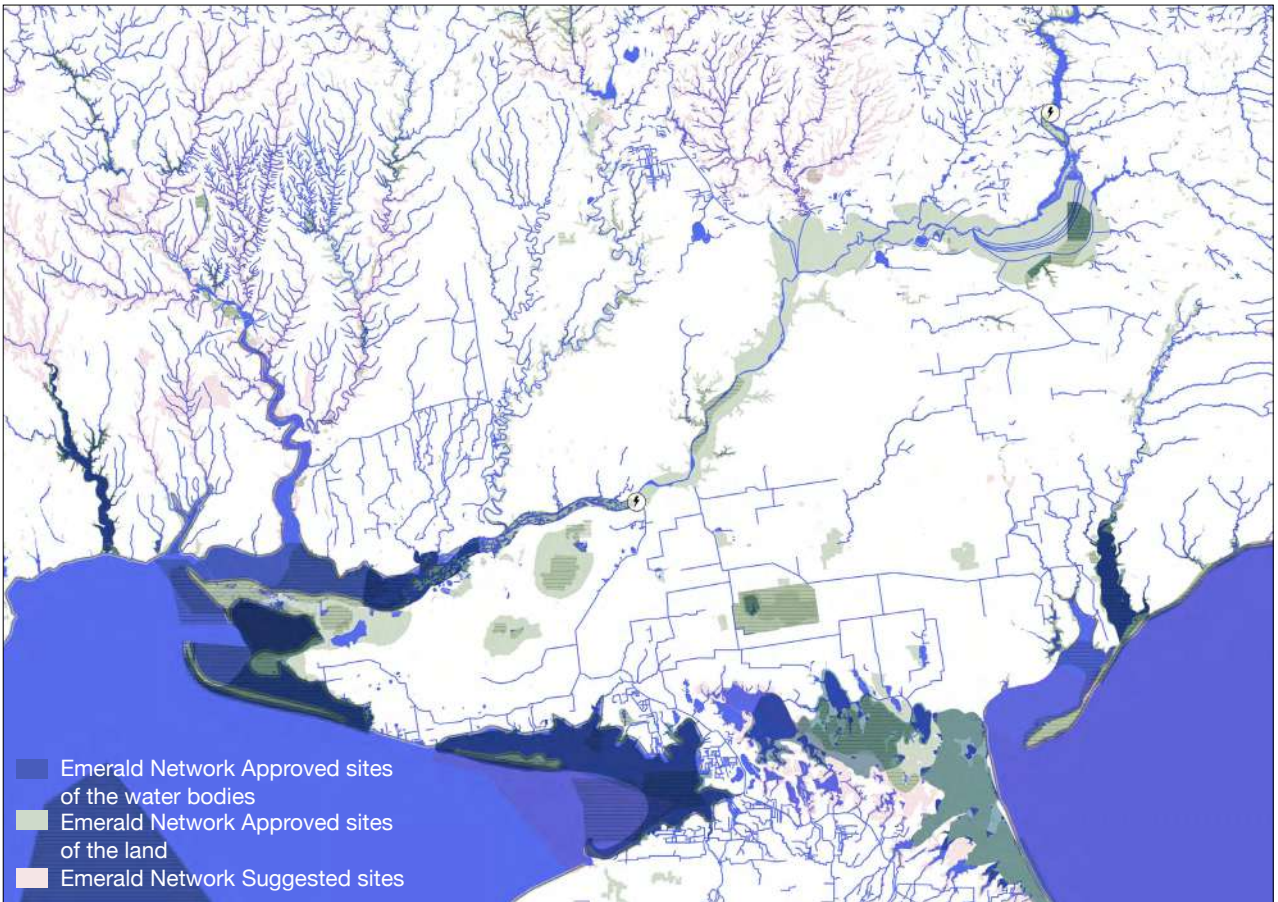 Emerald Network Approved sites
of the water bodies
Emerald Network Approved sites
of the land
Emerald Network Suggested sites